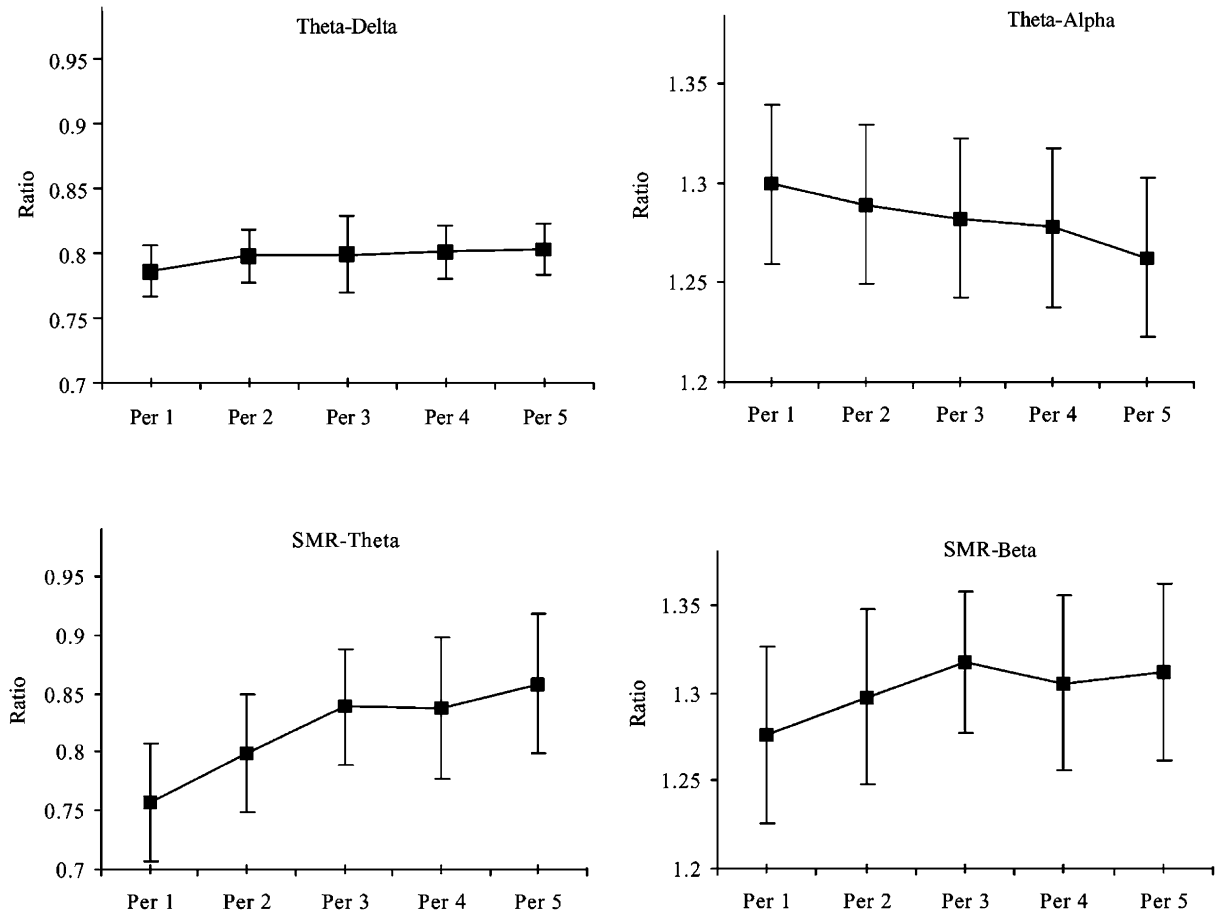 Theta-Delta
0.95
0.9
0.85
0.8
0.75
0.7
Ratio
Per 1 Per 2 Per 3 Per 4 Per 5
Theta-Alpha
1.35
1.3
1.25
1.2
Ratio
Per 1 Per 2 Per 3 Per 4 Per 5
SMR-Theta
0.95
0.9
0.85
0.8
0.75
0.7
Ratio
Per 1 Per 2 Per 3 Per 4 Per 5
SMR-Beta
1.35
1.3
1.25
1.2
Ratio
Per 1 Per 2 Per 3 Per 4 Per 5